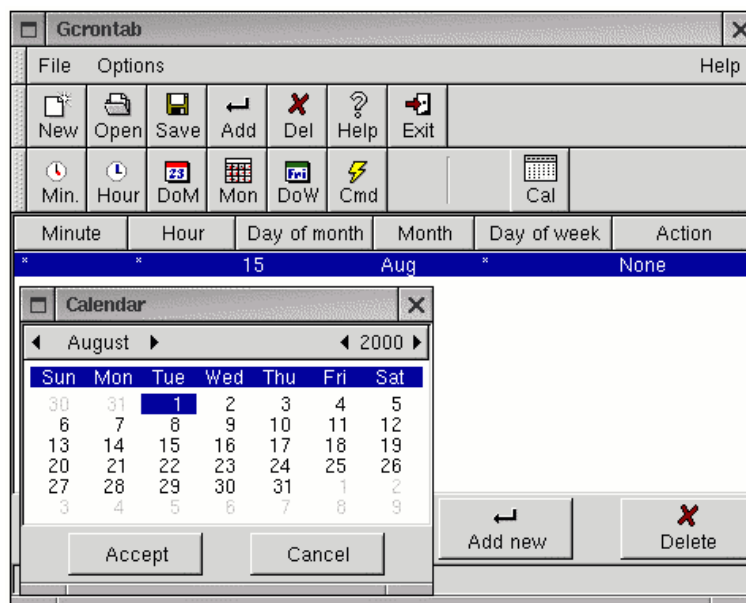 Gcrontab
File Options Help
New Open Save Add Del Help Exit
23 Fri
Min. Hour DoM Mon DoW Cmd Cal
Minute Hour Day of month Month Day of week Action
* * 15 Aug * None
Calendar
August 2000
Sun Mon Tue Wed Thu Fri Sat
30 31 1 2 3 4 5
6 7 8 9 10 11 12
13 14 15 16 17 18 19
20 21 22 23 24 25 26
27 28 29 30 31 1 2
3 4 5 6 7 8 9
Add new Delete
Accept Cancel